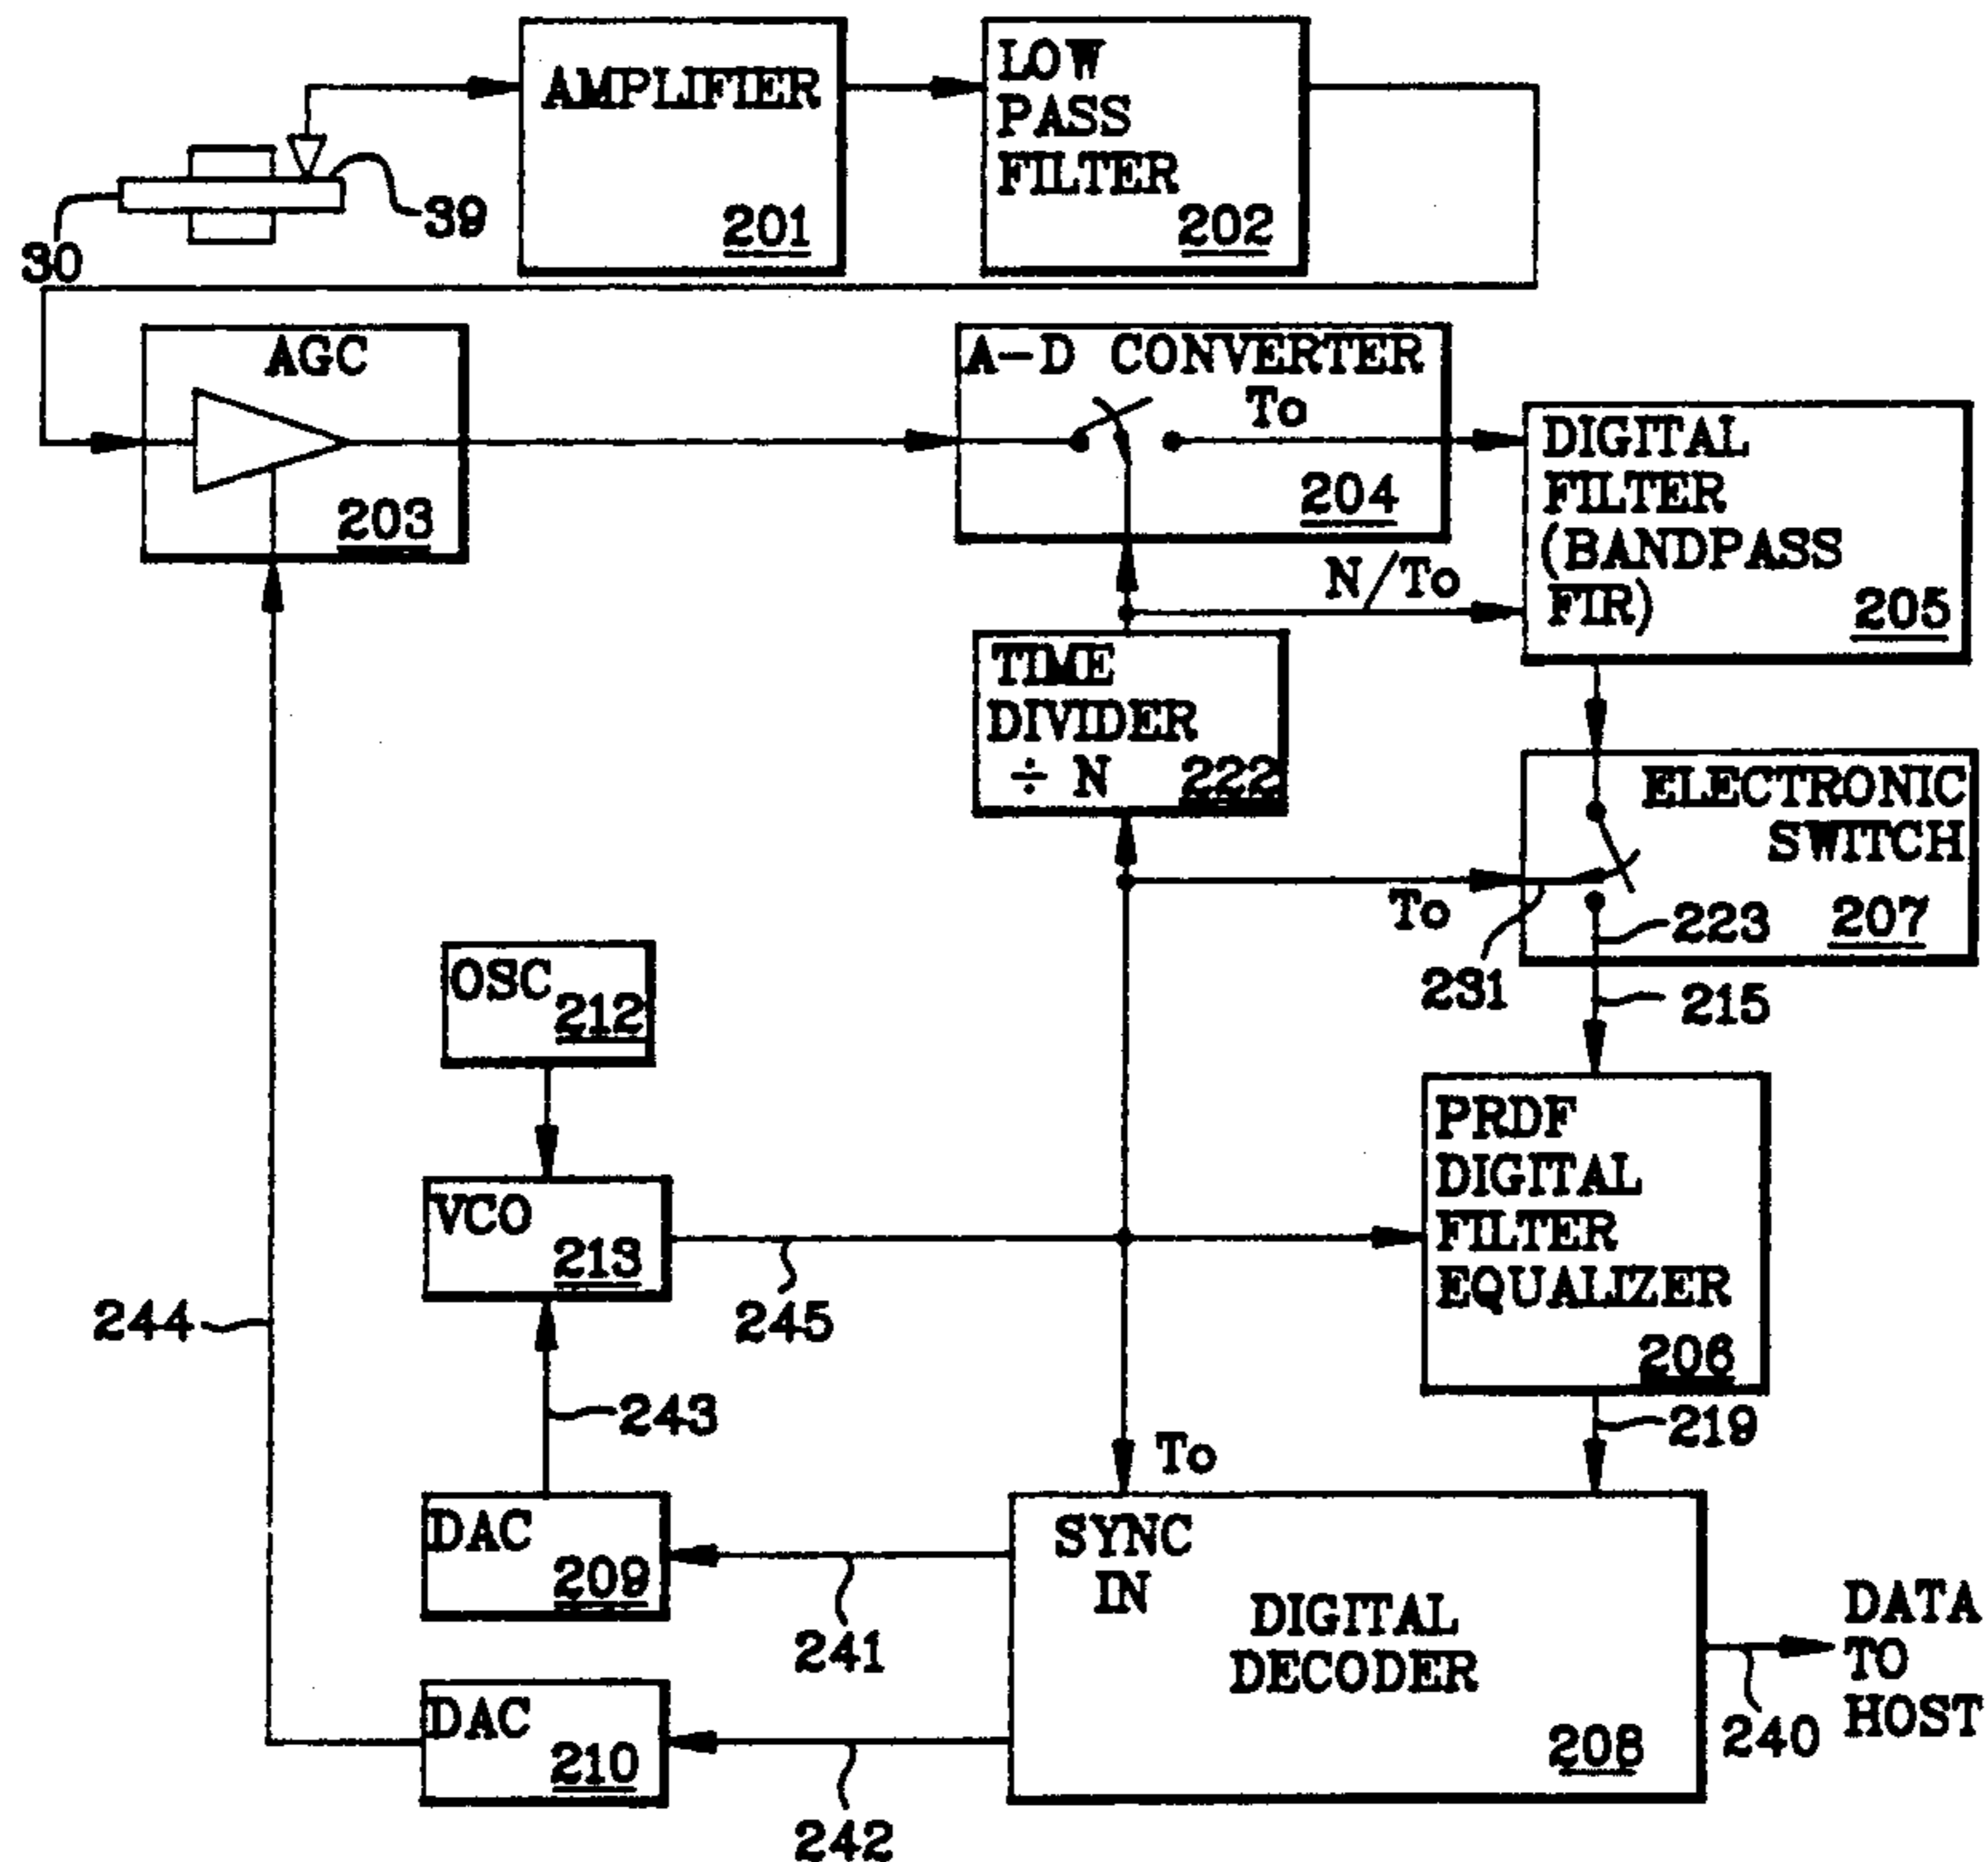 AMPLIFIER
201
LOW
PASS
FILTER
202
30
39
AGC
203
A-D CONVERTER
To
204
DIGITAL
FILTER
(BANDPASS
FIR)
205
N/To
TIME
DIVIDER
÷ N 222
ELECTRONIC
SWITCH
207
To
231
223
215
OSC
212
VCO
213
245
PRDF
DIGITAL
FILTER
EQUALIZER
206
219
244
243
To
DAC
209
241
SYNC
IN
DIGITAL
DECODER
208
DATA
TO
HOST
240
DAC
210
242